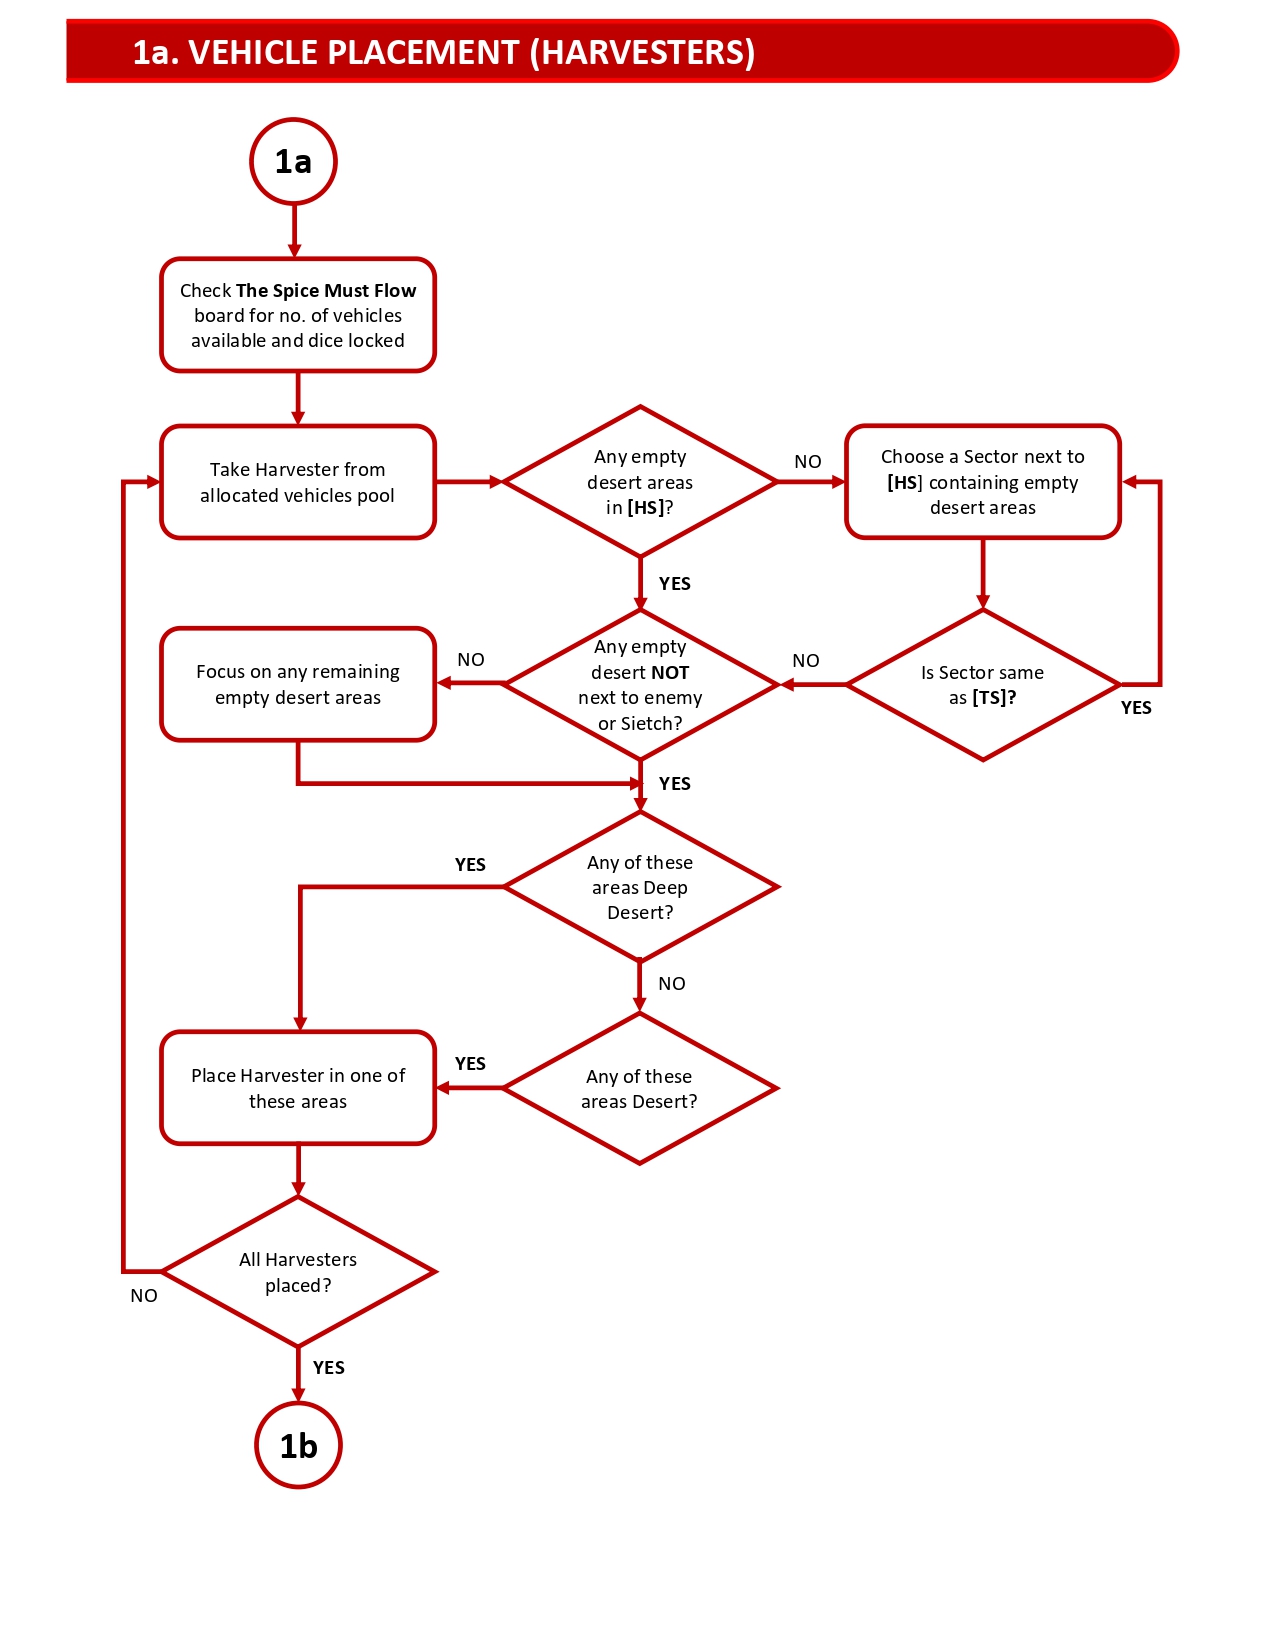 1a. VEHICLE PLACEMENT (HARVESTERS)
1a
Check The Spice Must Flow
board for no. of vehicles
available and dice locked
Take Harvester from
allocated vehicles pool
Any empty
desert areas
in [HS]?
NO
Choose a Sector next to
[HS] containing empty
desert areas
YES
Focus on any remaining
empty desert areas
NO
Any empty
desert NOT
next to enemy
or Sietch?
NO
Is Sector same
as [TS]?
YES
YES
YES
Any of these
areas Deep
Desert?
NO
Place Harvester in one of
these areas
YES
Any of these
areas Desert?
All Harvesters
placed?
NO
YES
1b